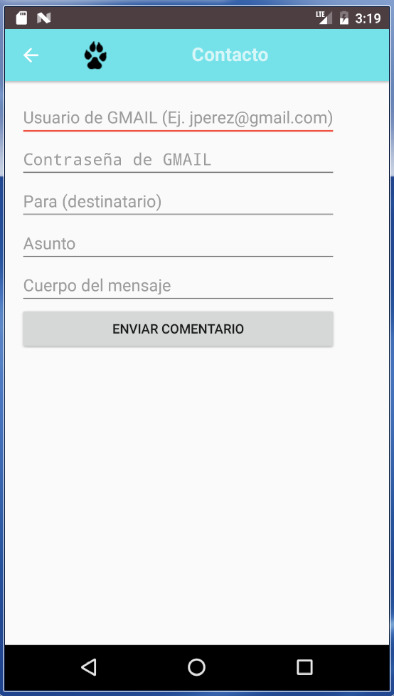 LTE 3:19
Contacto
Usuario de GMAIL (Ej. jperez@gmail.com)
Contraseña de GMAIL
Para (destinatario)
Asunto
Cuerpo del mensaje
ENVIAR COMENTARIO